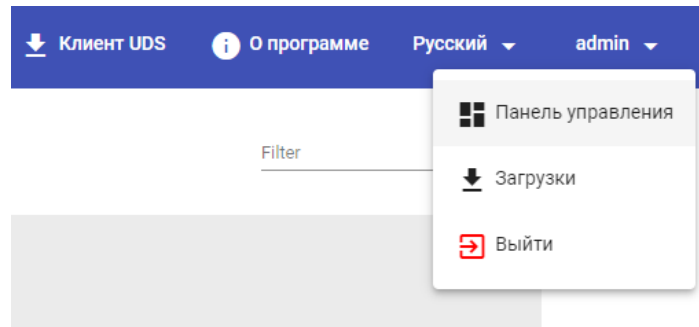 Клиент UDS
О программе
Русский
admin
Панель управления
Filter
Загрузки
Выйти